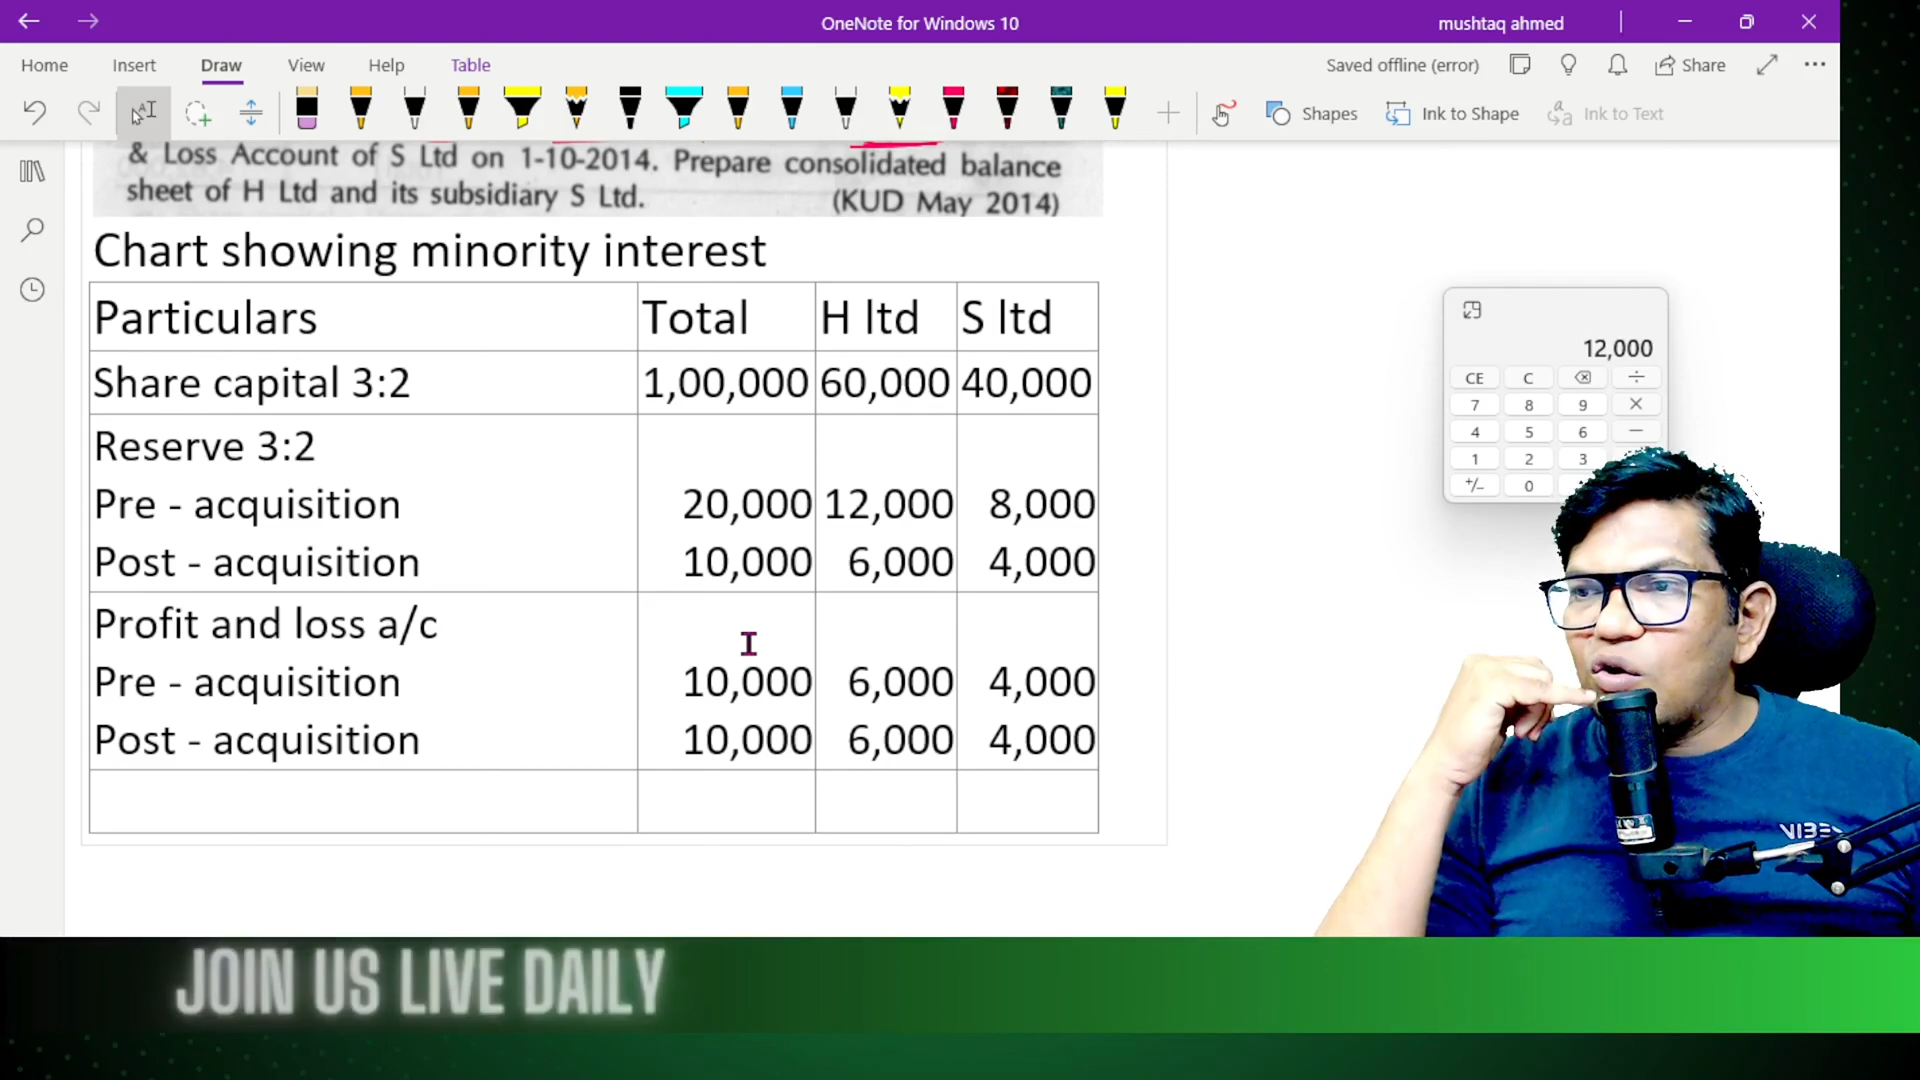 OneNote for Windows 10
mushtaq ahmed
Home Insert Draw View Help Table
Saved offline (error)
Share
Shapes
Ink to Shape
Ink to Text
& Loss Account of S Ltd on 1-10-2014. Prepare consolidated balance
sheet of H Ltd and its subsidiary S Ltd. (KUD May 2014)
Chart showing minority interest
Particulars Total H ltd S ltd
Share capital 3:2 1,00,000 60,000 40,000
Reserve 3:2
Pre - acquisition 20,000 12,000 8,000
Post - acquisition 10,000 6,000 4,000
Profit and loss a/c
Pre - acquisition 10,000 6,000 4,000
Post - acquisition 10,000 6,000 4,000
12,000
CE C ÷
7 8 9 ×
4 5 6 −
1 2 3
+/− 0
VIBE
JOIN US LIVE DAILY